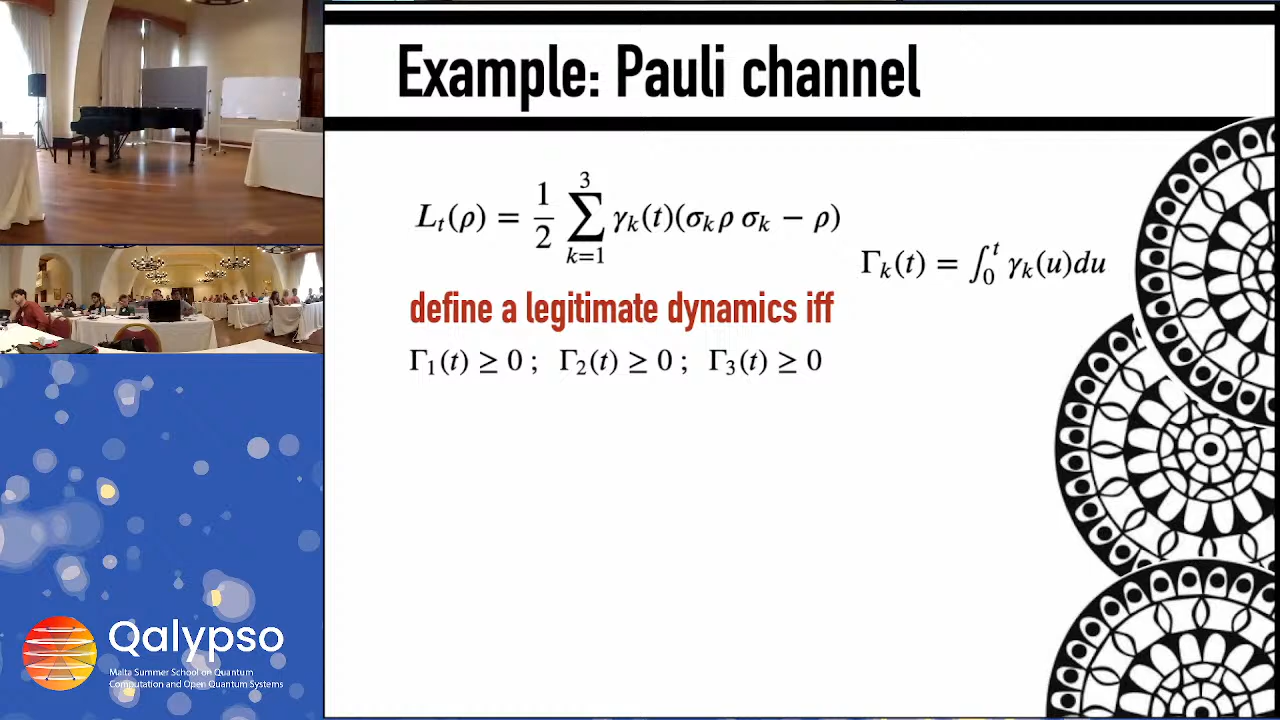 Example: Pauli channel
L_t(ρ) = 1/2 ∑_{k=1}^{3} γ_k(t)(σ_k ρ σ_k − ρ)
Γ_k(t) = ∫_0^t γ_k(u)du
define a legitimate dynamics iff
Γ_1(t) ≥ 0 ; Γ_2(t) ≥ 0 ; Γ_3(t) ≥ 0
Qalypso
Malta Summer School on Quantum
Computation and Open Quantum Systems